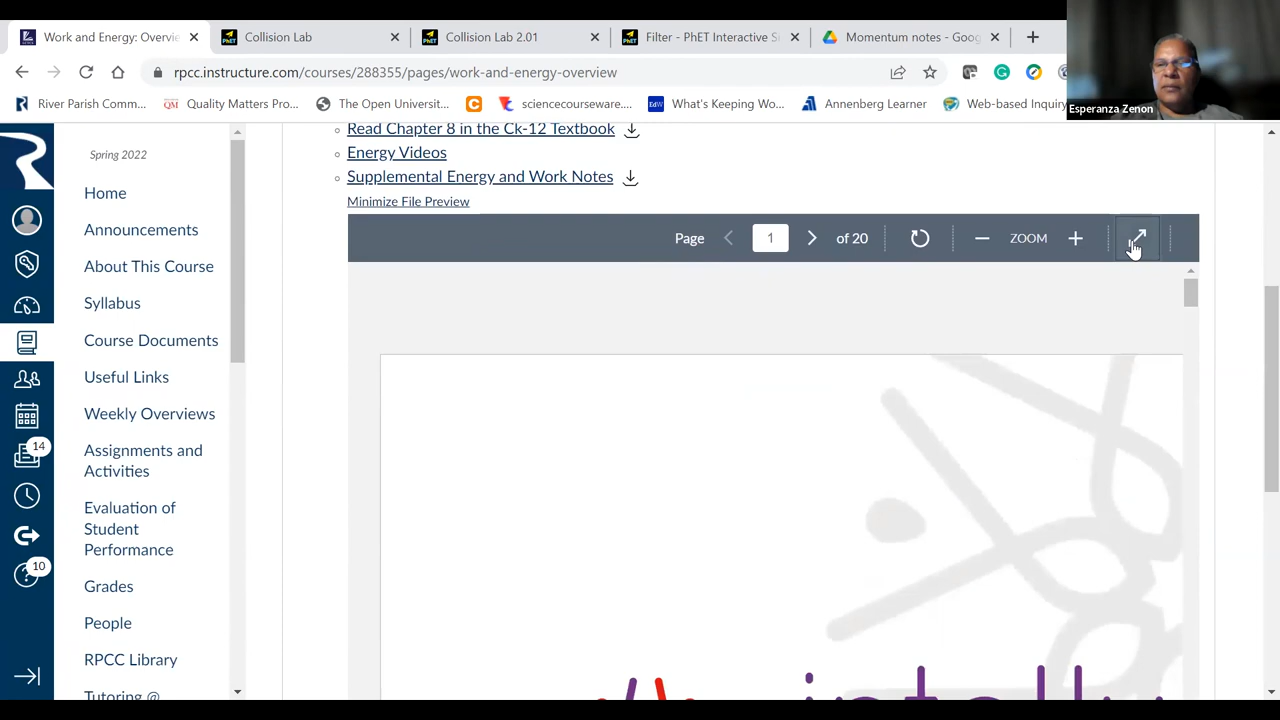 Work and Energy: Overvie
Collision Lab
Collision Lab 2.01
Filter - PhET Interactive Si
Momentum notes - Goog
rpcc.instructure.com/courses/288355/pages/work-and-energy-overview
River Parish Comm...
QM
Quality Matters Pro...
The Open Universit...
sciencecourseware....
EdW
What's Keeping Wo...
Annenberg Learner
Web-based Inquiry
Esperanza Zenon
Spring 2022
Home
Announcements
About This Course
Syllabus
Course Documents
Useful Links
Weekly Overviews
Assignments and
Activities
Evaluation of
Student
Performance
Grades
People
RPCC Library
Tutoring @
14
10
Read Chapter 8 in the Ck-12 Textbook
Energy Videos
Supplemental Energy and Work Notes
Minimize File Preview
Page 1 of 20 ZOOM